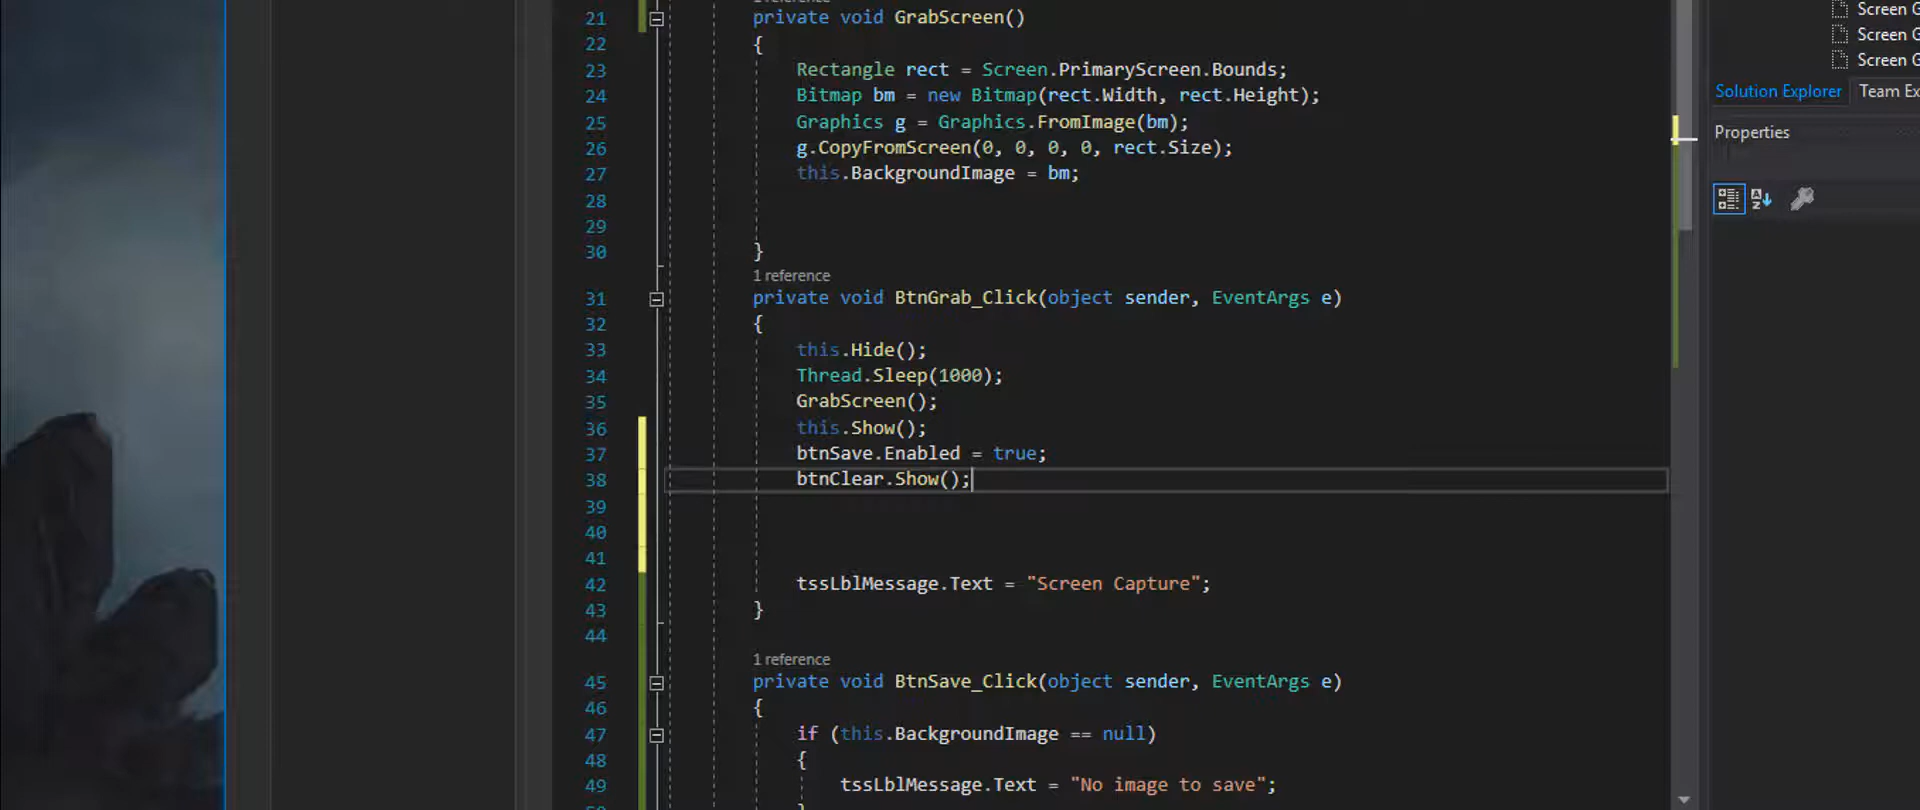 21 private void GrabScreen()
22 {
23 Rectangle rect = Screen.PrimaryScreen.Bounds;
24 Bitmap bm = new Bitmap(rect.Width, rect.Height);
25 Graphics g = Graphics.FromImage(bm);
26 g.CopyFromScreen(0, 0, 0, 0, rect.Size);
27 this.BackgroundImage = bm;
28
29
30 }
1 reference
31 private void BtnGrab_Click(object sender, EventArgs e)
32 {
33 this.Hide();
34 Thread.Sleep(1000);
35 GrabScreen();
36 this.Show();
37 btnSave.Enabled = true;
38 btnClear.Show();
39
40
41
42 tssLblMessage.Text = "Screen Capture";
43 }
44
1 reference
45 private void BtnSave_Click(object sender, EventArgs e)
46 {
47 if (this.BackgroundImage == null)
48 {
49 tssLblMessage.Text = "No image to save";
Screen G
Screen G
Screen G
Solution Explorer
Team Ex
Properties